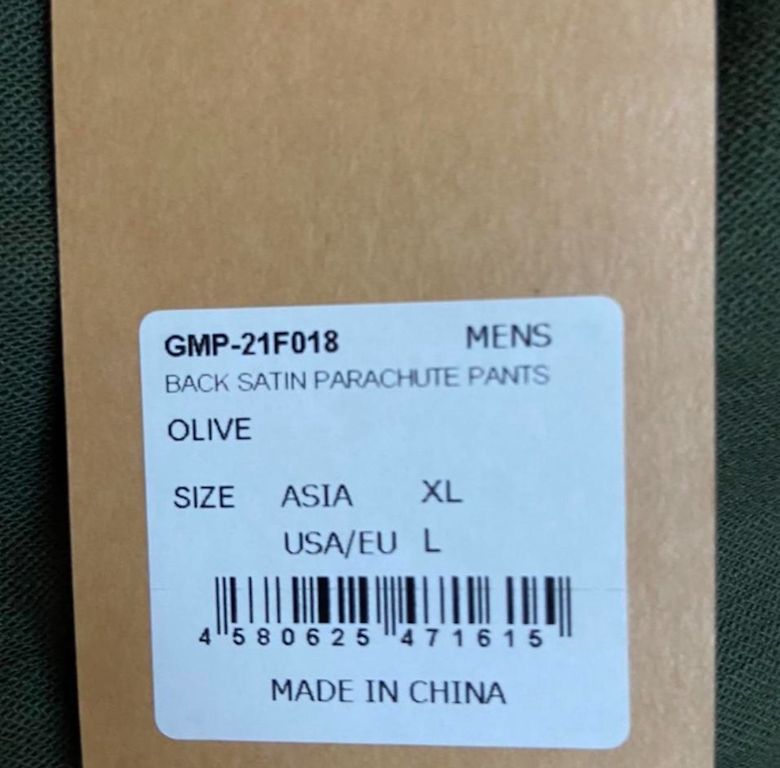 GMP-21F018 MENS
BACK SATIN PARACHUTE PANTS
OLIVE
SIZE ASIA XL
USA/EU L
4 580625 471615
MADE IN CHINA